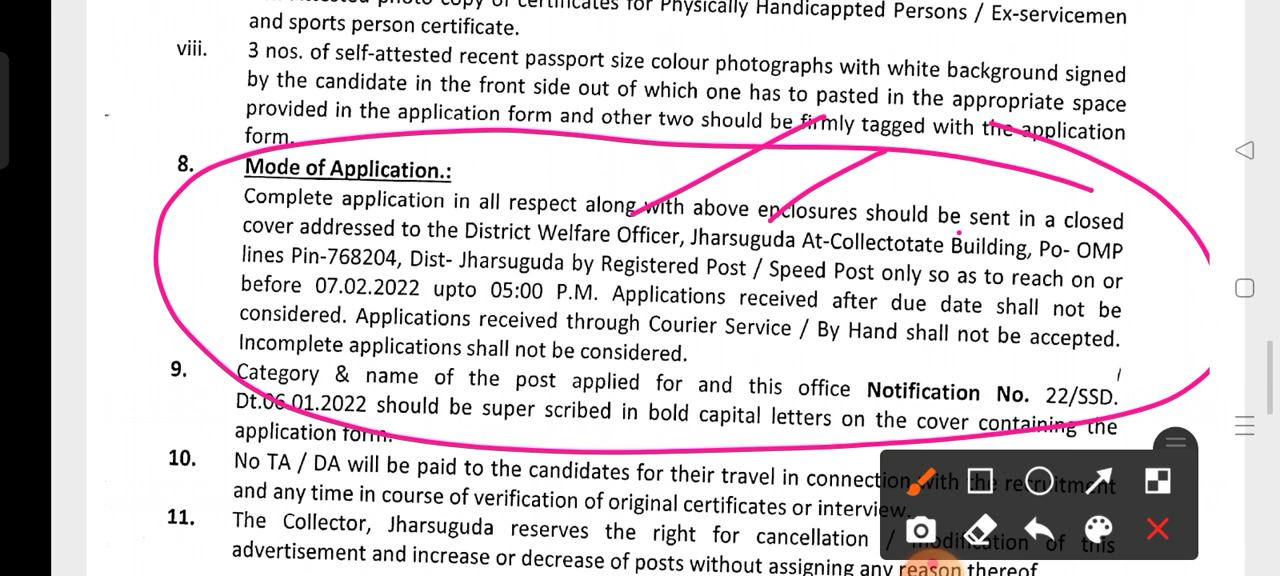 Attested photo copy of certificates for Physically Handicappted Persons / Ex-servicemen
and sports person certificate.
viii. 3 nos. of self-attested recent passport size colour photographs with white background signed
by the candidate in the front side out of which one has to pasted in the appropriate space
provided in the application form and other two should be firmly tagged with the application
form.
8. Mode of Application.:
Complete application in all respect along with above enclosures should be sent in a closed
cover addressed to the District Welfare Officer, Jharsuguda At-Collectotate Building, Po- OMP
lines Pin-768204, Dist- Jharsuguda by Registered Post / Speed Post only so as to reach on or
before 07.02.2022 upto 05:00 P.M. Applications received after due date shall not be
considered. Applications received through Courier Service / By Hand shall not be accepted.
Incomplete applications shall not be considered.
9. Category & name of the post applied for and this office Notification No. 22/SSD.
Dt.06.01.2022 should be super scribed in bold capital letters on the cover containing the
application form.
10. No TA / DA will be paid to the candidates for their travel in connection with the recruitment
and any time in course of verification of original certificates or interview.
11. The Collector, Jharsuguda reserves the right for cancellation / modification of this
advertisement and increase or decrease of posts without assigning any reason thereof